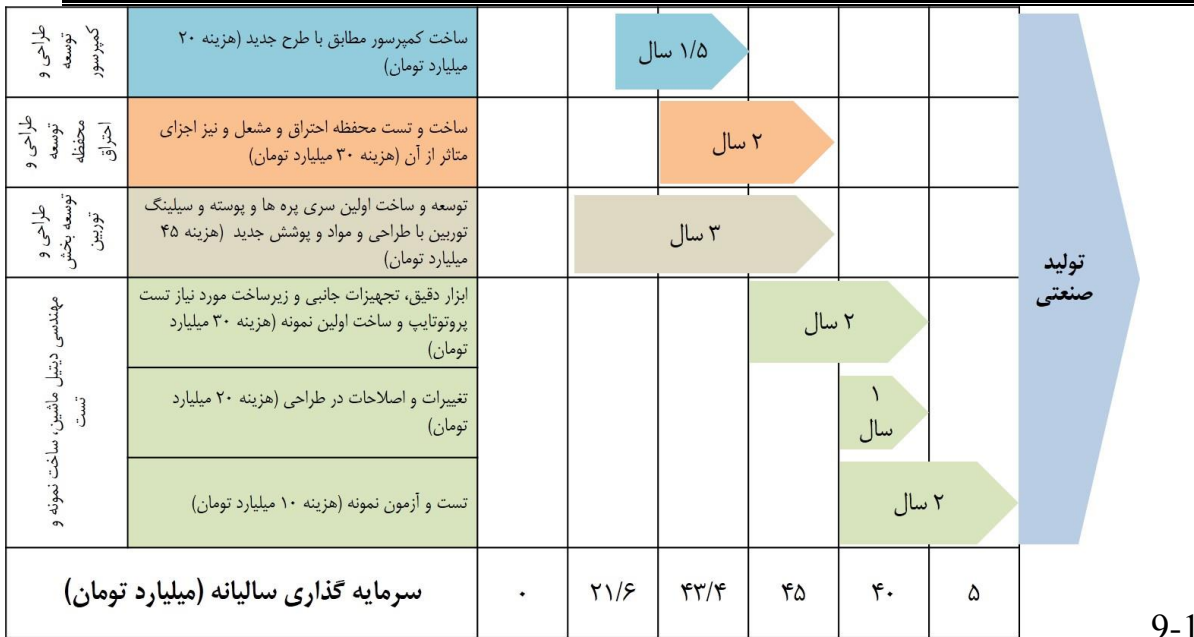 طراحی و
توسعه
کمپرسور
ساخت کمپرسور مطابق با طرح جدید (هزینه ۲۰
میلیارد تومان)
۱/۵ سال
طراحی و
توسعه
محفظه
احتراق
ساخت و تست محفظه احتراق و مشعل و نیز اجزای
متاثر از آن (هزینه ۳۰ میلیارد تومان)
۲ سال
طراحی و
توسعه بخش
توربین
توسعه و ساخت اولین سری پره ها و پوسته و سیلینگ
توربین با طراحی و مواد و پوشش جدید (هزینه ۴۵
میلیارد تومان)
۳ سال
مهندسی دیتیل ماشین، ساخت نمونه و
تست
ابزار دقیق، تجهیزات جانبی و زیرساخت مورد نیاز تست
پروتوتایپ و ساخت اولین نمونه (هزینه ۳۰ میلیارد
تومان)
۲ سال
تغییرات و اصلاحات در طراحی (هزینه ۲۰ میلیارد
تومان)
۱
سال
تست و آزمون نمونه (هزینه ۱۰ میلیارد تومان)
۲ سال
تولید
صنعتی
سرمایه گذاری سالیانه (میلیارد تومان)
۰
۲۱/۶
۴۳/۴
۴۵
۴۰
۵
9-1